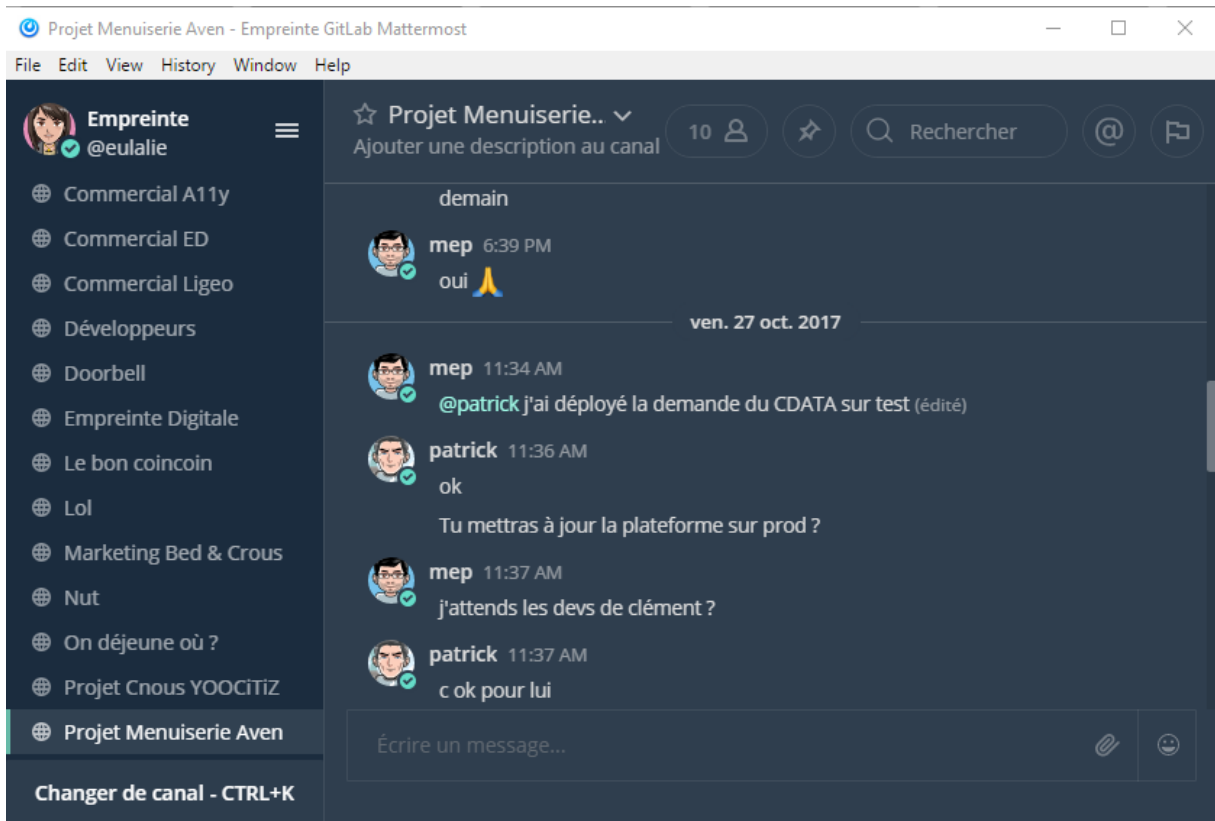 Projet Menuiserie Aven - Empreinte GitLab Mattermost
File Edit View History Window Help
Empreinte
@eulalie
Commercial A11y
Commercial ED
Commercial Ligeo
Développeurs
Doorbell
Empreinte Digitale
Le bon coincoin
Lol
Marketing Bed & Crous
Nut
On déjeune où ?
Projet Cnous YOOCiTiZ
Projet Menuiserie Aven
Changer de canal - CTRL+K
Projet Menuiserie..
Ajouter une description au canal
10
Rechercher
@
demain
mep 6:39 PM
oui 🙏
ven. 27 oct. 2017
mep 11:34 AM
@patrick j'ai déployé la demande du CDATA sur test (édité)
patrick 11:36 AM
ok
Tu mettras à jour la plateforme sur prod ?
mep 11:37 AM
j'attends les devs de clément ?
patrick 11:37 AM
c ok pour lui
Écrire un message...